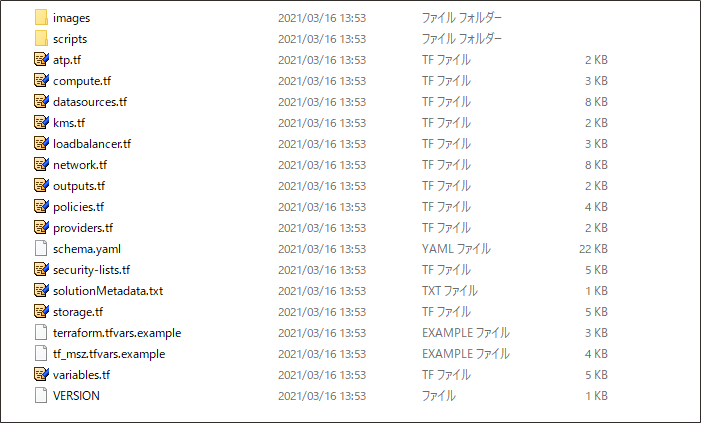 images 2021/03/16 13:53 ファイル フォルダー
scripts 2021/03/16 13:53 ファイル フォルダー
atp.tf 2021/03/16 13:53 TF ファイル 2 KB
compute.tf 2021/03/16 13:53 TF ファイル 3 KB
datasources.tf 2021/03/16 13:53 TF ファイル 8 KB
kms.tf 2021/03/16 13:53 TF ファイル 2 KB
loadbalancer.tf 2021/03/16 13:53 TF ファイル 3 KB
network.tf 2021/03/16 13:53 TF ファイル 8 KB
outputs.tf 2021/03/16 13:53 TF ファイル 2 KB
policies.tf 2021/03/16 13:53 TF ファイル 4 KB
providers.tf 2021/03/16 13:53 TF ファイル 2 KB
schema.yaml 2021/03/16 13:53 YAML ファイル 22 KB
security-lists.tf 2021/03/16 13:53 TF ファイル 5 KB
solutionMetadata.txt 2021/03/16 13:53 TXT ファイル 1 KB
storage.tf 2021/03/16 13:53 TF ファイル 5 KB
terraform.tfvars.example 2021/03/16 13:53 EXAMPLE ファイル 3 KB
tf_msz.tfvars.example 2021/03/16 13:53 EXAMPLE ファイル 4 KB
variables.tf 2021/03/16 13:53 TF ファイル 5 KB
VERSION 2021/03/16 13:53 ファイル 1 KB